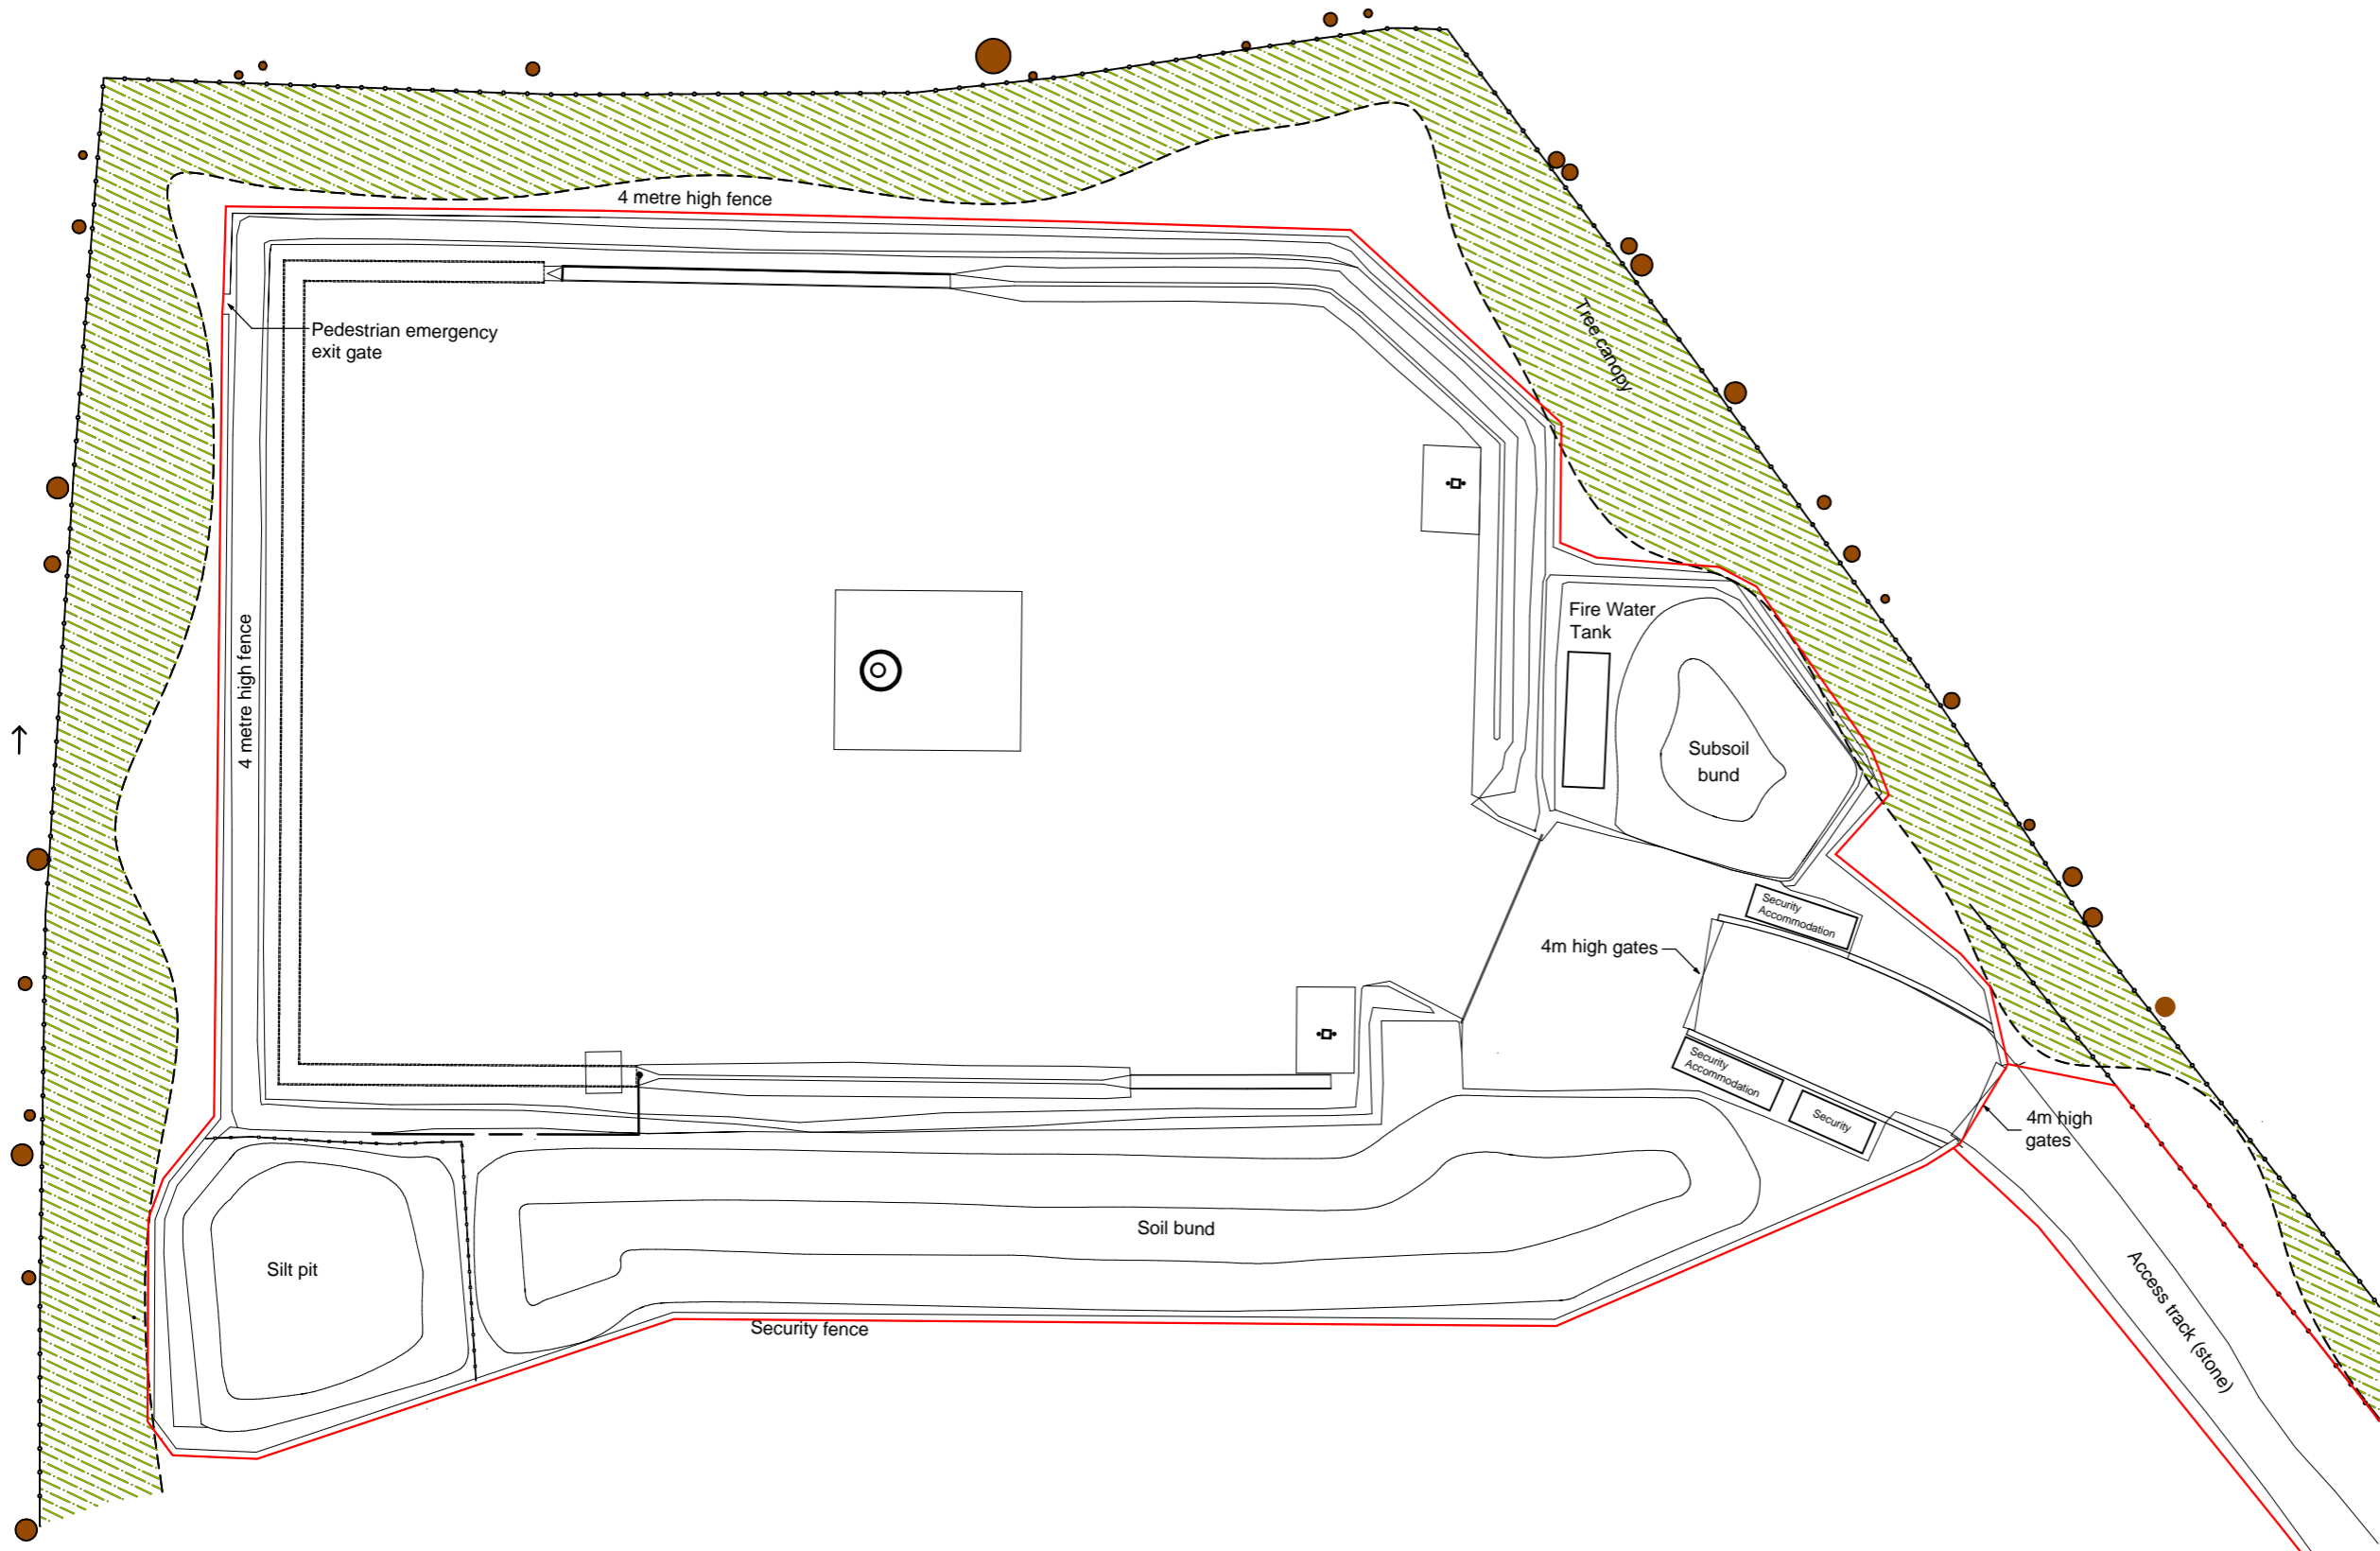 4 metre high fence
Pedestrian emergency
exit gate
Tree canopy
4 metre high fence
Fire Water
Tank
Subsoil
bund
Security
Accommodation
4m high gates
Security
Accommodation
Security
4m high
gates
Soil bund
Silt pit
Access track (stone)
Security fence